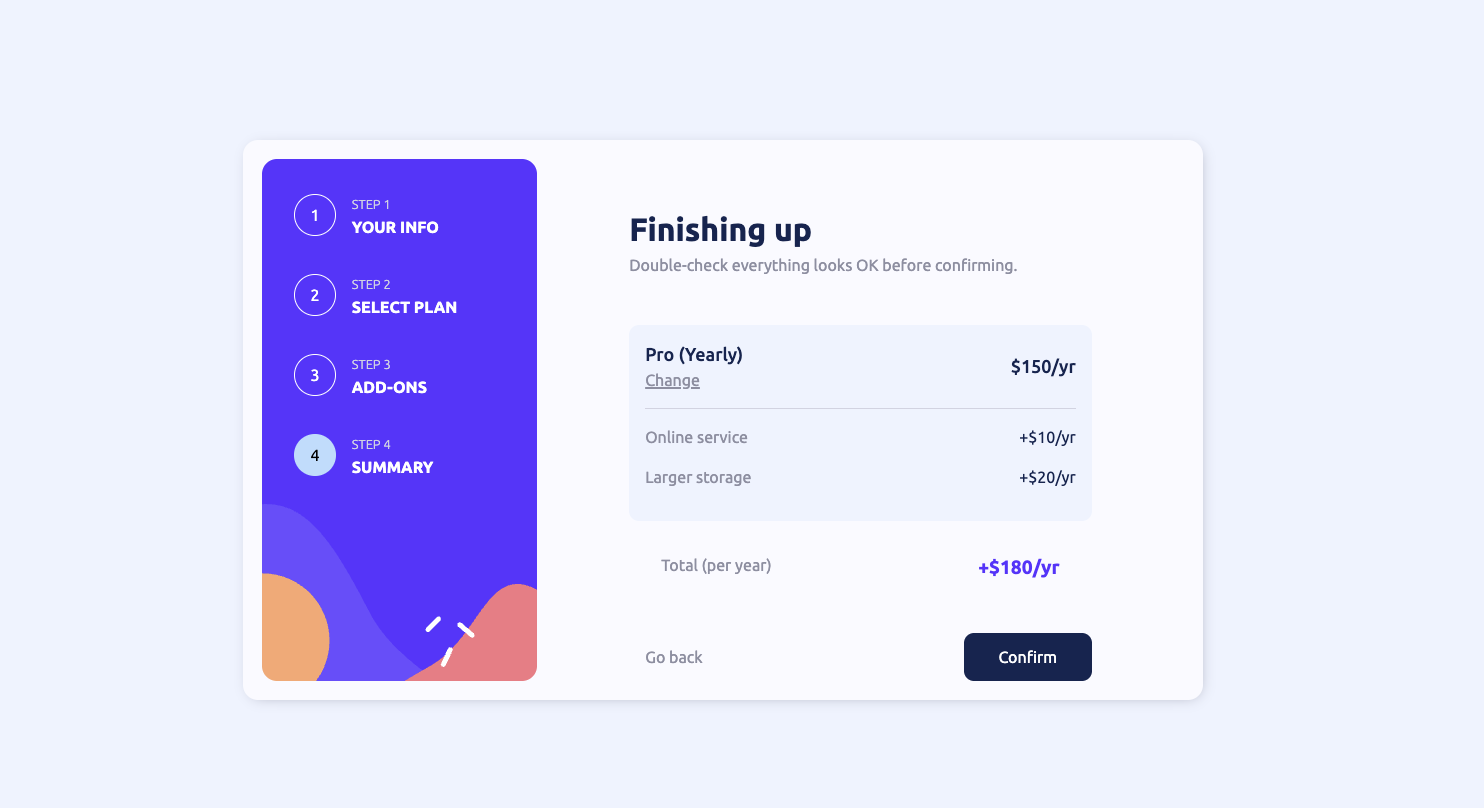 1
STEP 1
YOUR INFO
2
STEP 2
SELECT PLAN
3
STEP 3
ADD-ONS
4
STEP 4
SUMMARY
Finishing up
Double-check everything looks OK before confirming.
Pro (Yearly)
Change
$150/yr
Online service +$10/yr
Larger storage +$20/yr
Total (per year) +$180/yr
Go back Confirm